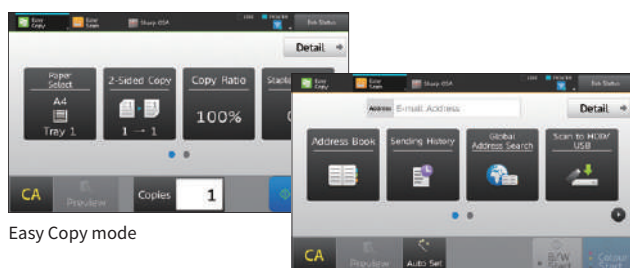 Easy
Copy
Easy
Scan
Sharp OSA
Job Status
Detail
Paper
Select
A4
Tray 1
2-Sided Copy
1 → 1
Copy Ratio
100%
CA
Preview
Copies
1
Easy Copy mode
Easy
Copy
Easy
Scan
Sharp OSA
Job Status
Address
E-mail Address
Detail
Address Book
Sending History
Global
Address Search
Scan to HDD/
USB
CA
Preview
Auto Set
B/W
Start
Colour
Start